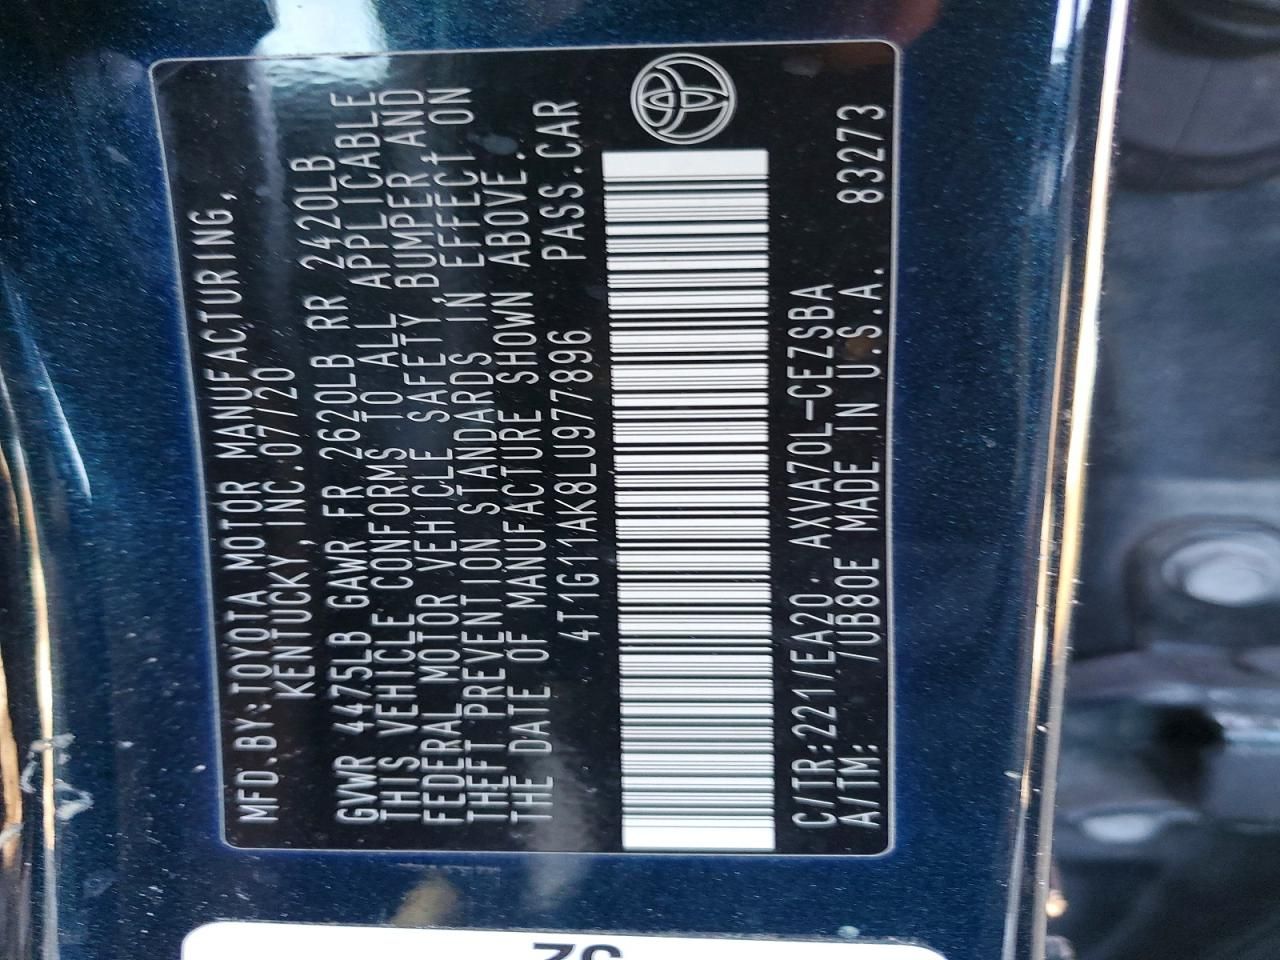 MFD.BY:TOYOTA MOTOR MANUFACTURING,
KENTUCKY,INC.07/20
GVWR 4475LB GAWR FR 2620LB RR 2420LB
THIS VEHICLE CONFORMS TO ALL APPLICABLE
FEDERAL MOTOR VEHICLE SAFETY,BUMPER,AND
THEFT PREVENTION STANDARDS IN EFFECT ON
THE DATE OF MANUFACTURE SHOWN ABOVE.
4T1G11AK8LU977896 PASS.CAR
C/TR:221/EA20 AXVA70L-CEZSBA
A/TM: /UB80E MADE IN U.S.A. 83273